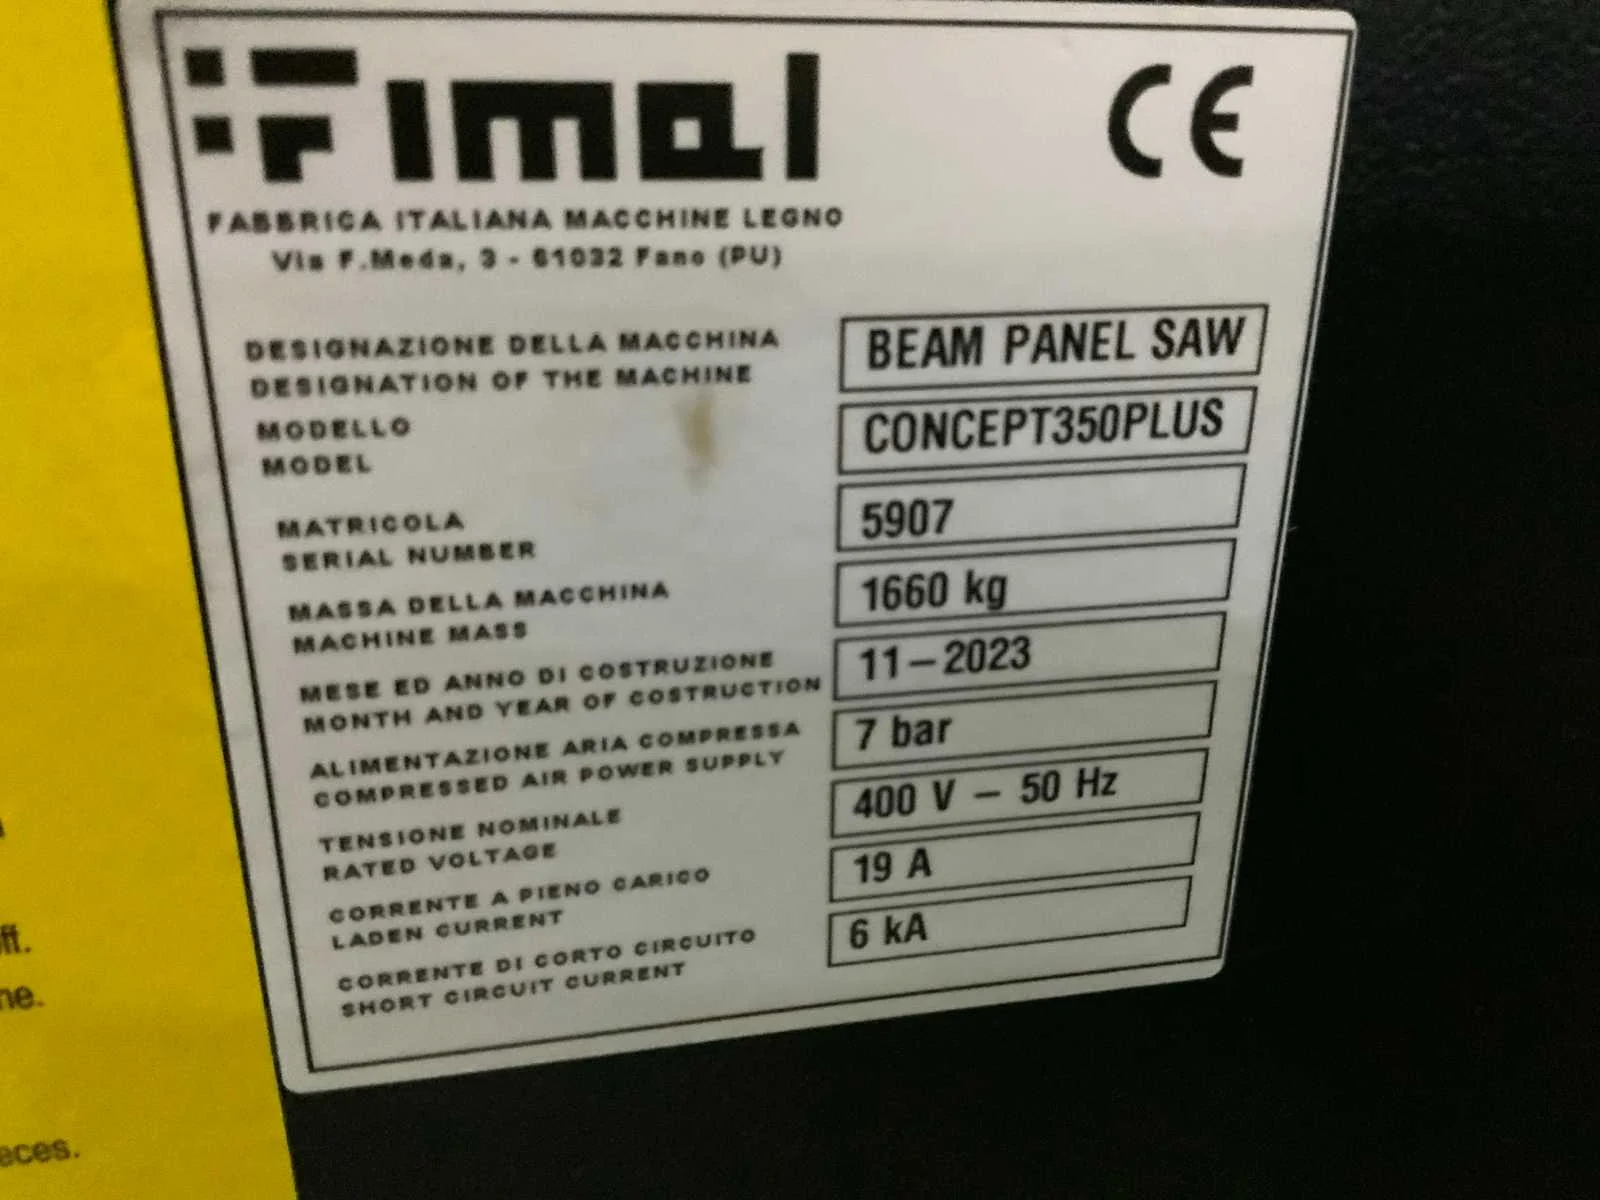 Fimal
CE
FABBRICA ITALIANA MACCHINE LEGNO
Via F.Meda, 3 - 61032 Fano (PU)
DESIGNAZIONE DELLA MACCHINA
DESIGNATION OF THE MACHINE
BEAM PANEL SAW
MODELLO
MODEL
CONCEPT350PLUS
MATRICOLA
SERIAL NUMBER
5907
MASSA DELLA MACCHINA
MACHINE MASS
1660 kg
MESE ED ANNO DI COSTRUZIONE
MONTH AND YEAR OF COSTRUCTION
11-2023
ALIMENTAZIONE ARIA COMPRESSA
COMPRESSED AIR POWER SUPPLY
7 bar
TENSIONE NOMINALE
RATED VOLTAGE
400 V - 50 Hz
CORRENTE A PIENO CARICO
LADEN CURRENT
19 A
CORRENTE DI CORTO CIRCUITO
SHORT CIRCUIT CURRENT
6 kA